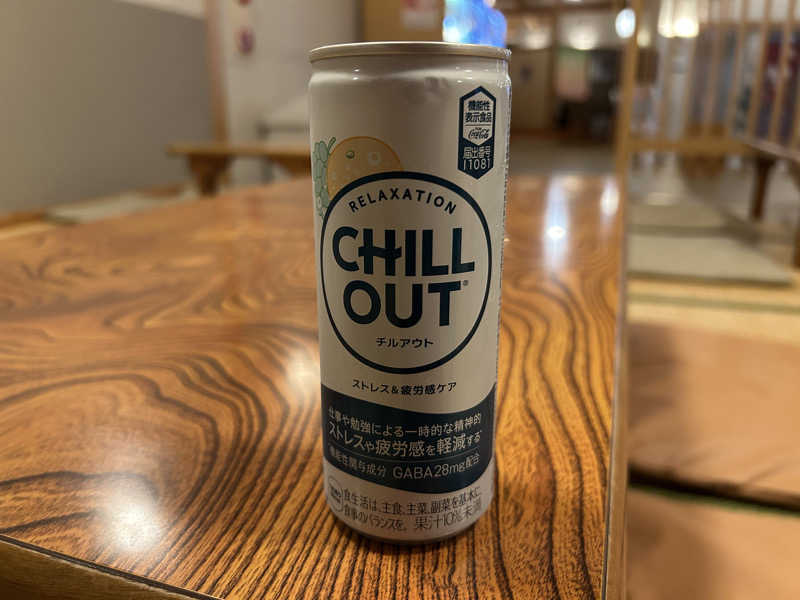 機能性
表示食品
Coca-Cola
届出番号
I1081
RELAXATION
CHILL
OUT®
チルアウト
ストレス&疲労感ケア
仕事や勉強による一時的な精神的
ストレスや疲労感を軽減する
機能性関与成分 GABA28mg配合
食生活は、主食、主菜、副菜を基本に、
食事のバランスを。 果汁10%未満